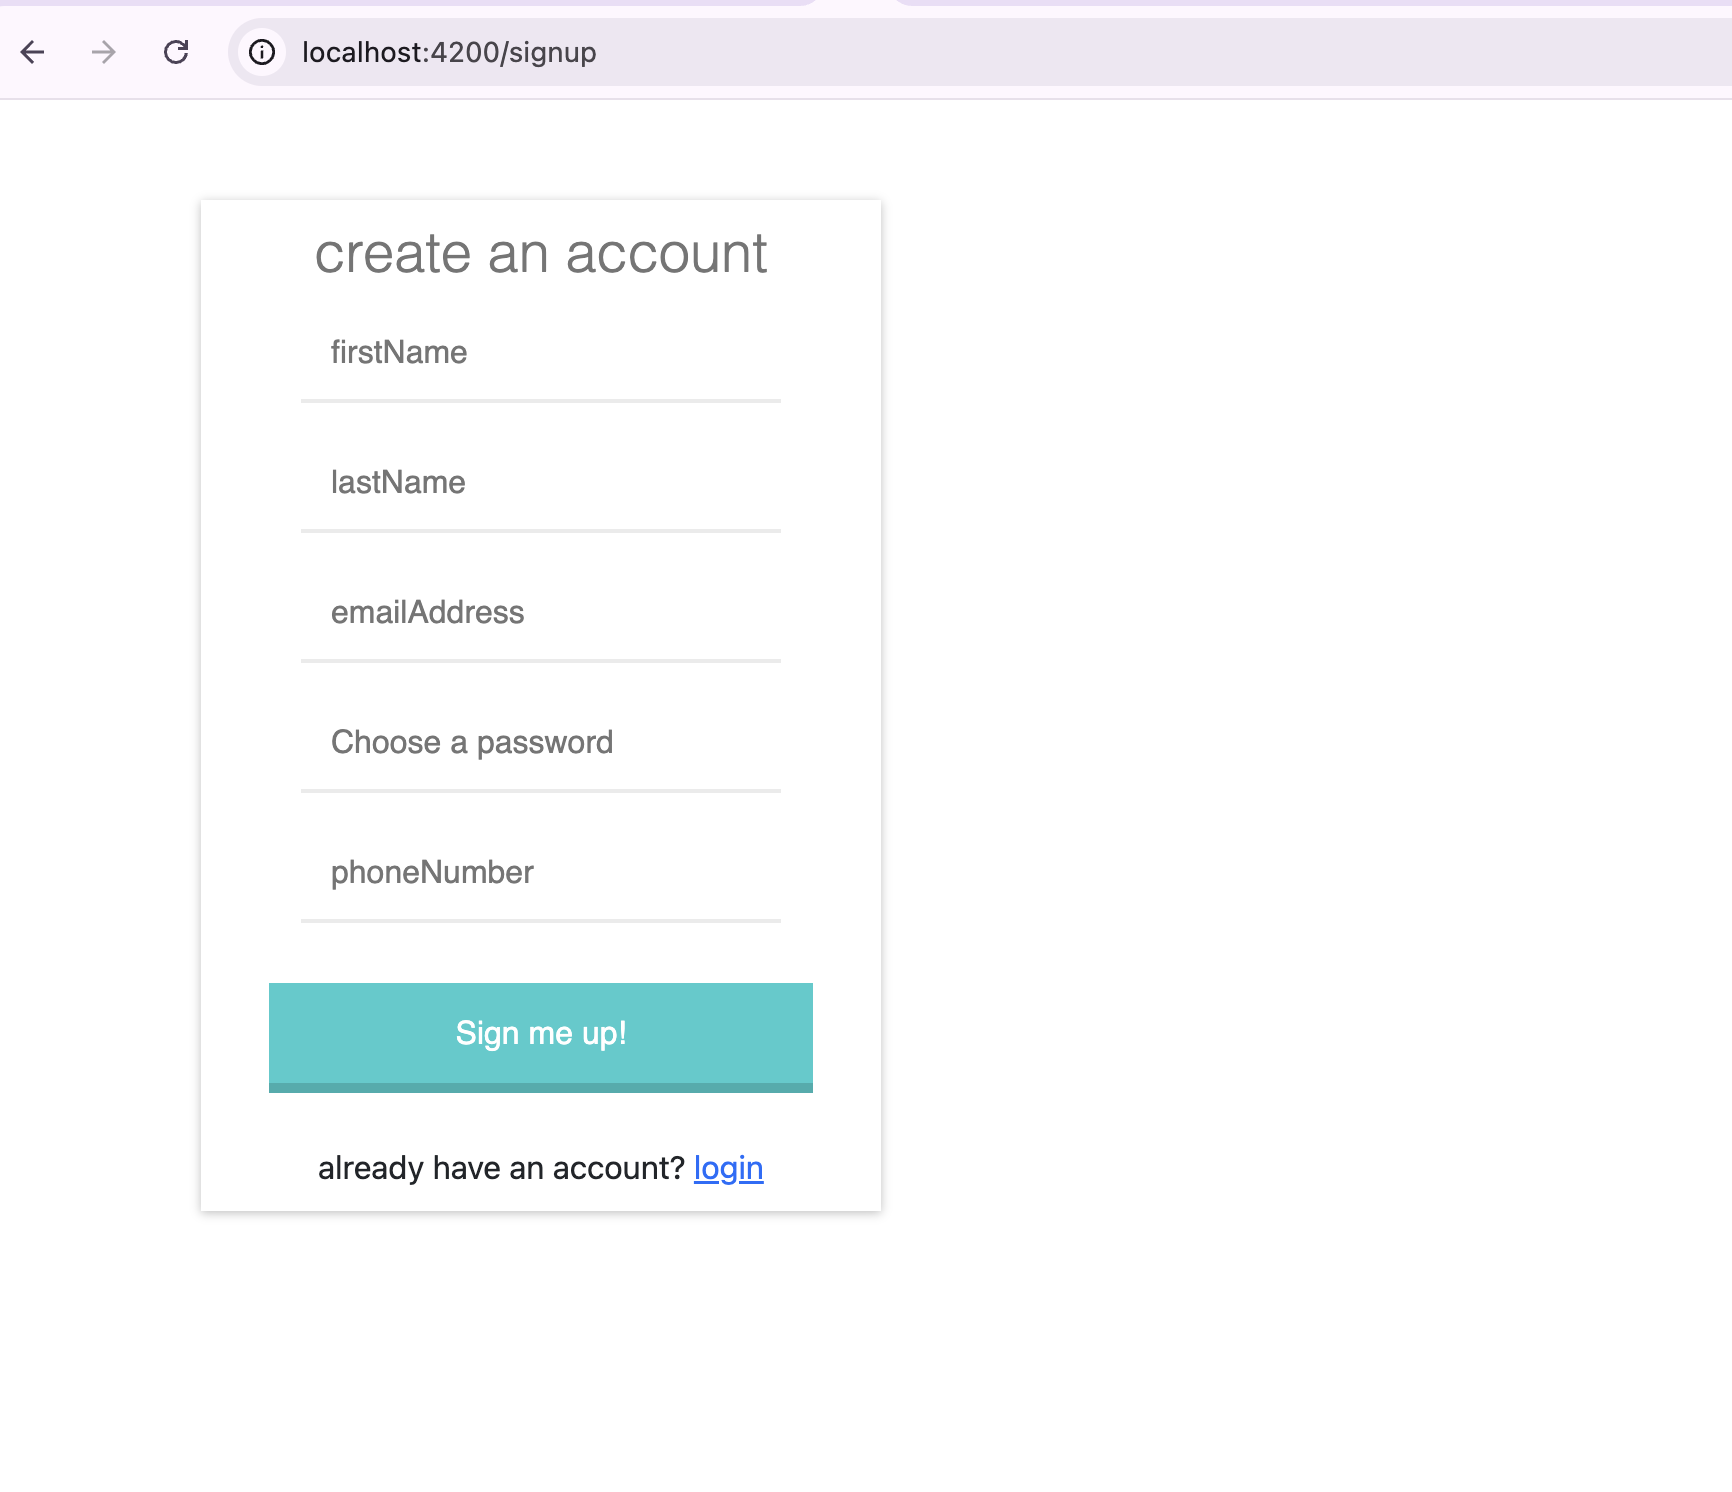 localhost:4200/signup
create an account
firstName
lastName
emailAddress
Choose a password
phoneNumber
Sign me up!
already have an account? login